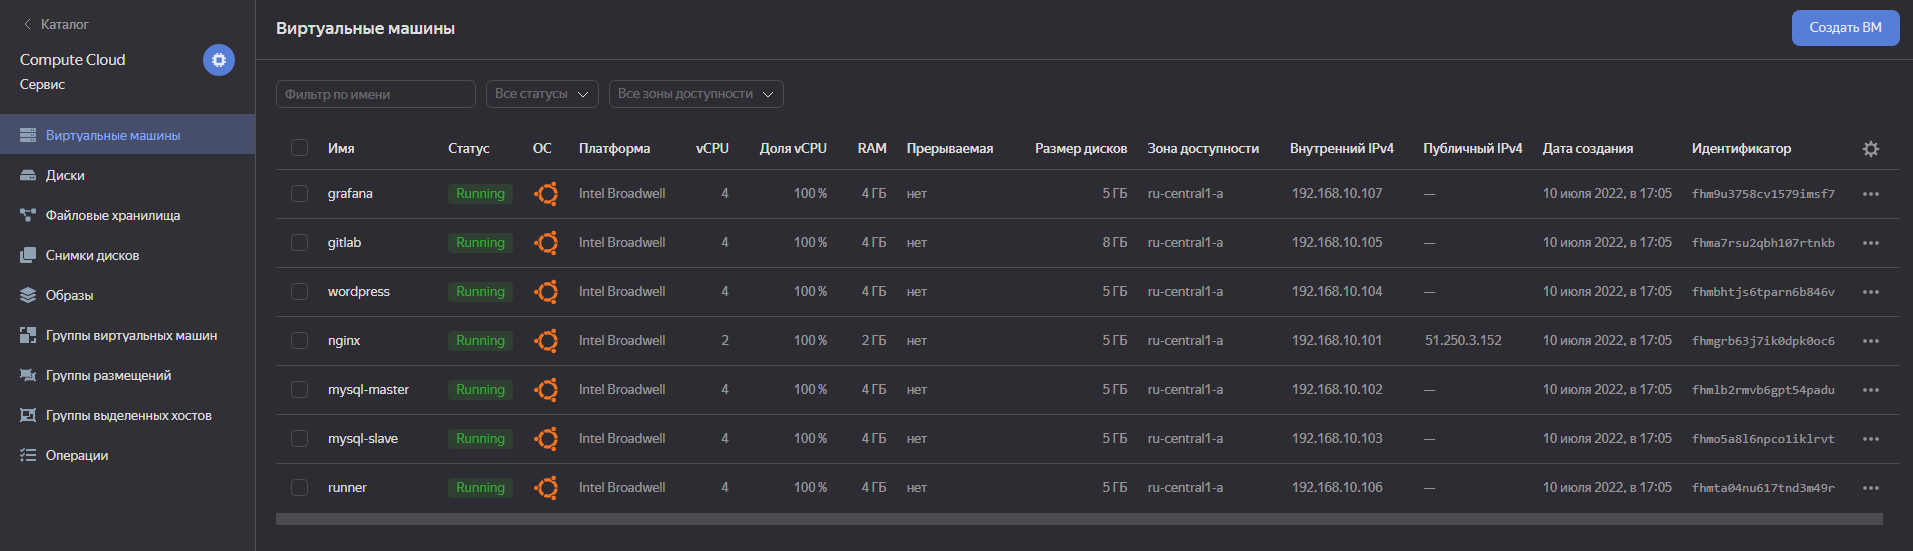 Каталог
Compute Cloud
Сервис
Виртуальные машины
Диски
Файловые хранилища
Снимки дисков
Образы
Группы виртуальных машин
Группы размещений
Группы выделенных хостов
Операции
Виртуальные машины
Создать ВМ
Фильтр по имени Все статусы Все зоны доступности
Имя Статус ОС Платформа vCPU Доля vCPU RAM Прерываемая Размер дисков Зона доступности Внутренний IPv4 Публичный IPv4 Дата создания Идентификатор
grafana Running Intel Broadwell 4 100 % 4 ГБ нет 5 ГБ ru-central1-a 192.168.10.107 — 10 июля 2022, в 17:05 fhm9u3758cv1579imsf7
gitlab Running Intel Broadwell 4 100 % 4 ГБ нет 8 ГБ ru-central1-a 192.168.10.105 — 10 июля 2022, в 17:05 fhma7rsu2qbh107rtnkb
wordpress Running Intel Broadwell 4 100 % 4 ГБ нет 5 ГБ ru-central1-a 192.168.10.104 — 10 июля 2022, в 17:05 fhmbhtjs6tparn6b846v
nginx Running Intel Broadwell 2 100 % 2 ГБ нет 5 ГБ ru-central1-a 192.168.10.101 51.250.3.152 10 июля 2022, в 17:05 fhmgrb63j7ik0dpk0oc6
mysql-master Running Intel Broadwell 4 100 % 4 ГБ нет 5 ГБ ru-central1-a 192.168.10.102 — 10 июля 2022, в 17:05 fhmlb2rmvb6gpt54padu
mysql-slave Running Intel Broadwell 4 100 % 4 ГБ нет 5 ГБ ru-central1-a 192.168.10.103 — 10 июля 2022, в 17:05 fhmo5a8l6npco1iklrvt
runner Running Intel Broadwell 4 100 % 4 ГБ нет 5 ГБ ru-central1-a 192.168.10.106 — 10 июля 2022, в 17:05 fhmta04nu617tnd3m49r